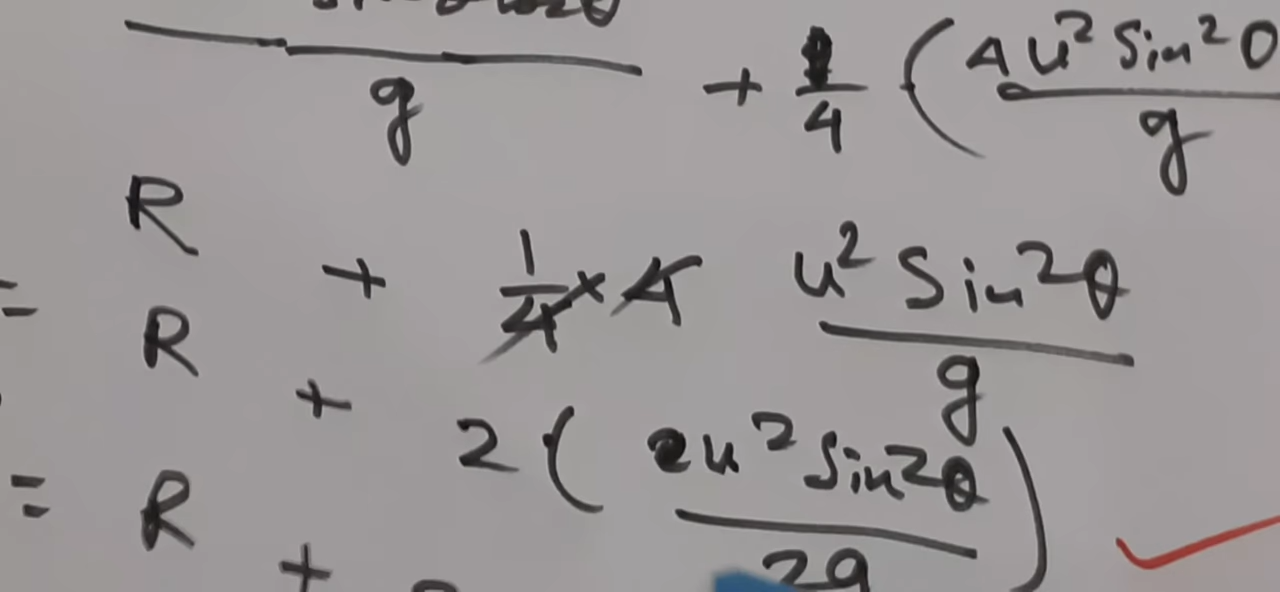 g + 1/4 ( 4u² Sin²θ / g
R
= R + 1/4 × 4 u² Sin²θ / g
+ 2 ( 2u² Sin²θ / 2g )
= R +